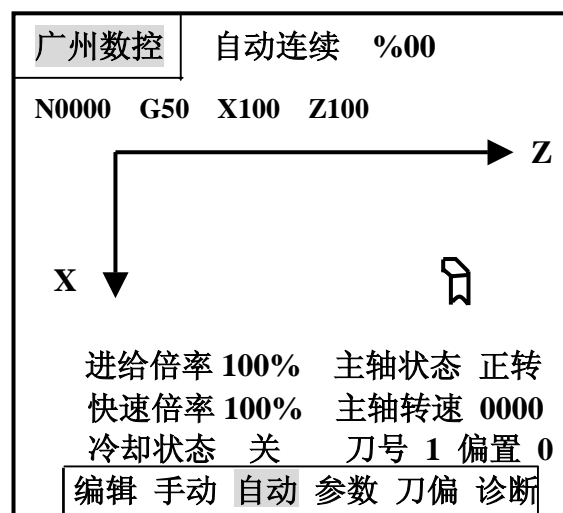 广州数控 自动连续 %00
N0000 G50 X100 Z100
Z
X
进给倍率 100% 主轴状态 正转
快速倍率 100% 主轴转速 0000
冷却状态 关 刀号 1 偏置 0
编辑 手动 自动 参数 刀偏 诊断